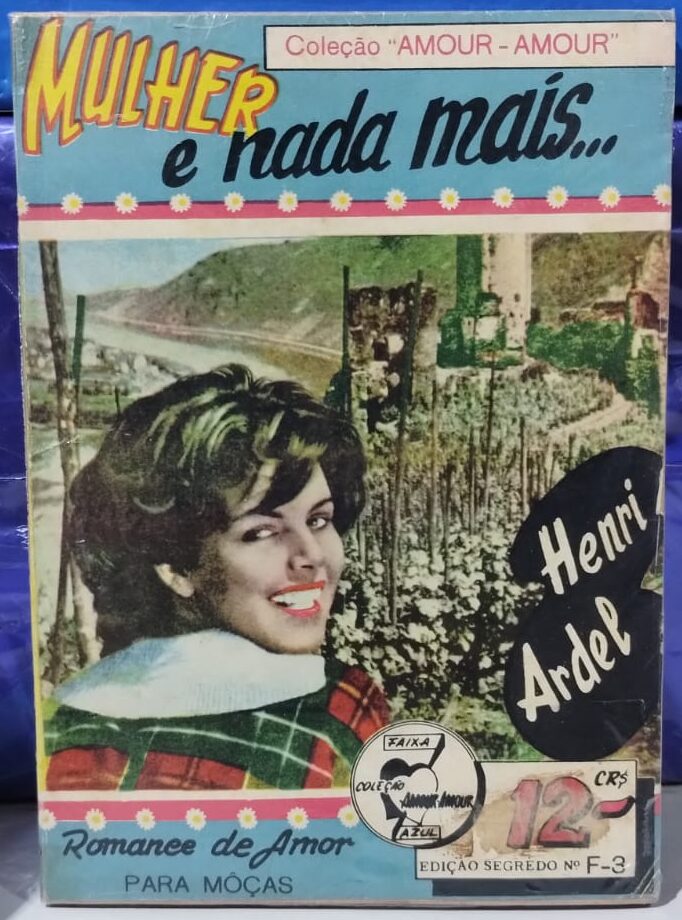 Coleção "AMOUR - AMOUR"
MULHER
e nada mais...
Henri
Ardel
FAIXA
COLEÇÃO AMOUR-AMOUR
AZUL
CR$
12-
EDIÇÃO SEGREDO Nº F-3
Romance de Amor
PARA MÔÇAS